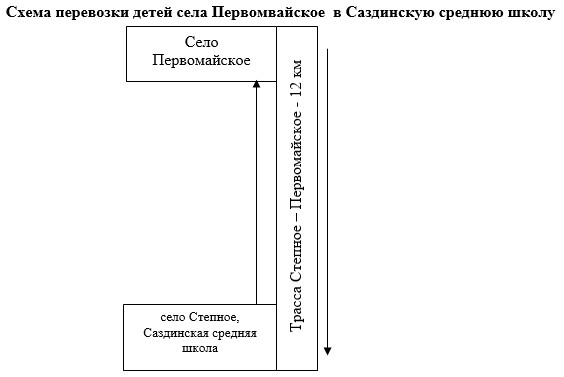 Схема перевозки детей села Первомвайское в Саздинскую среднюю школу
Село
Первомайское
Трасса Степное – Первомайское - 12 км
село Степное,
Саздинская средняя
школа